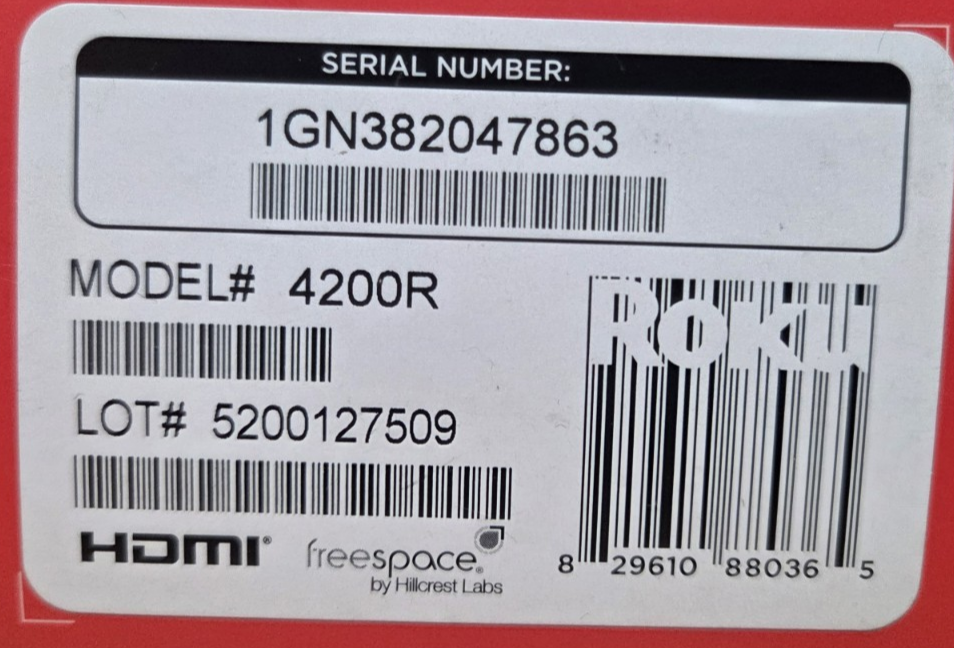 SERIAL NUMBER:
1GN382047863
MODEL# 4200R
LOT# 5200127509
HDMI®
freespace®
by Hillcrest Labs
Roku
8 29610 88036 5